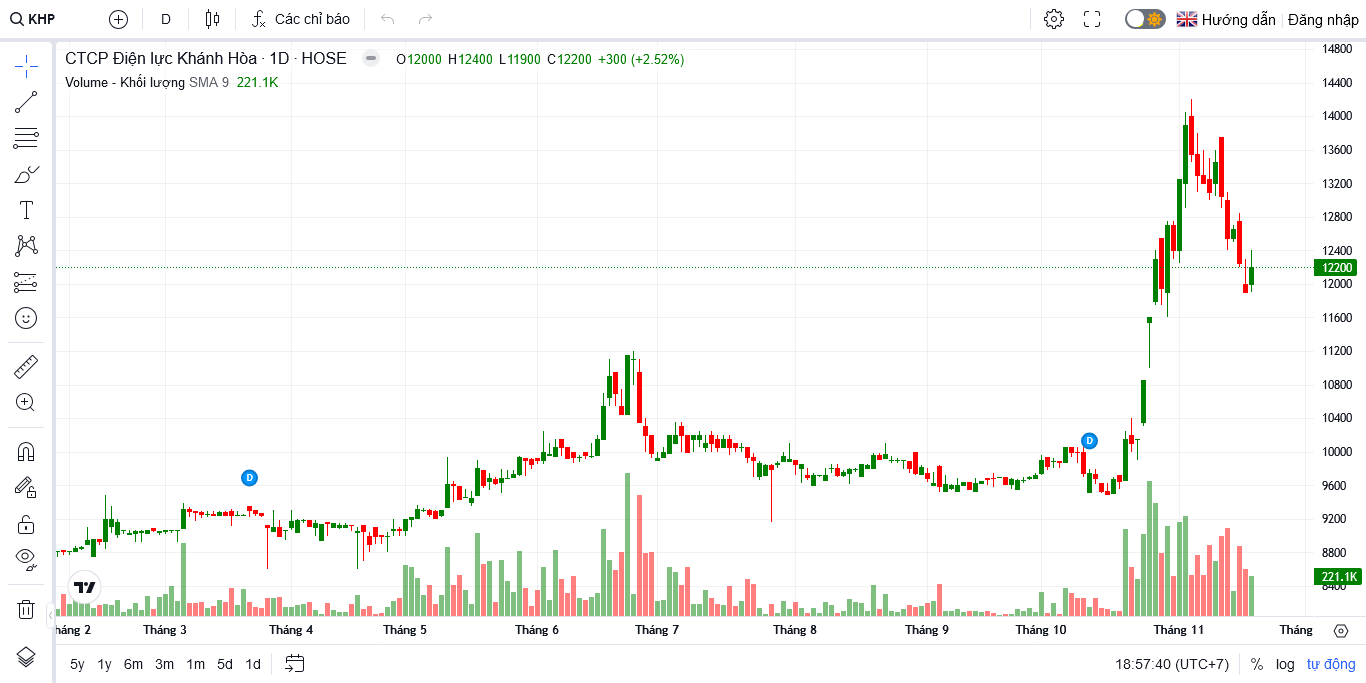 KHP D Các chỉ báo Hướng dẫn Đăng nhập
CTCP Điện lực Khánh Hòa · 1D · HOSE O12000 H12400 L11900 C12200 +300 (+2.52%)
Volume - Khối lượng SMA 9 221.1K
14800
14400
14000
13600
13200
12800
12400
12200
12000
11600
11200
10800
10400
10000
9600
9200
8800
221.1K
8400
D
D
háng 2 Tháng 3 Tháng 4 Tháng 5 Tháng 6 Tháng 7 Tháng 8 Tháng 9 Tháng 10 Tháng 11 Tháng
5y 1y 6m 3m 1m 5d 1d 18:57:40 (UTC+7) % log tự động